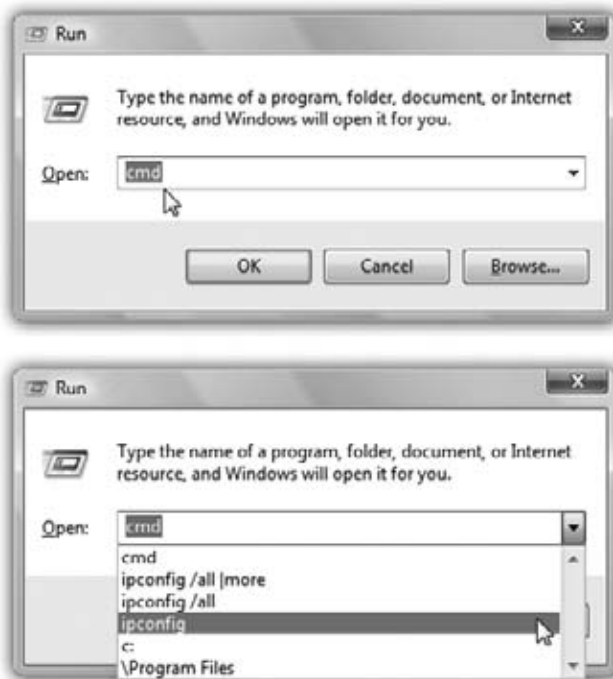 Run
X
Type the name of a program, folder, document, or Internet
resource, and Windows will open it for you.
Open: cmd
OK Cancel Browse...
Run
X
Type the name of a program, folder, document, or Internet
resource, and Windows will open it for you.
Open: cmd
cmd
ipconfig /all |more
ipconfig /all
ipconfig
c:
\Program Files